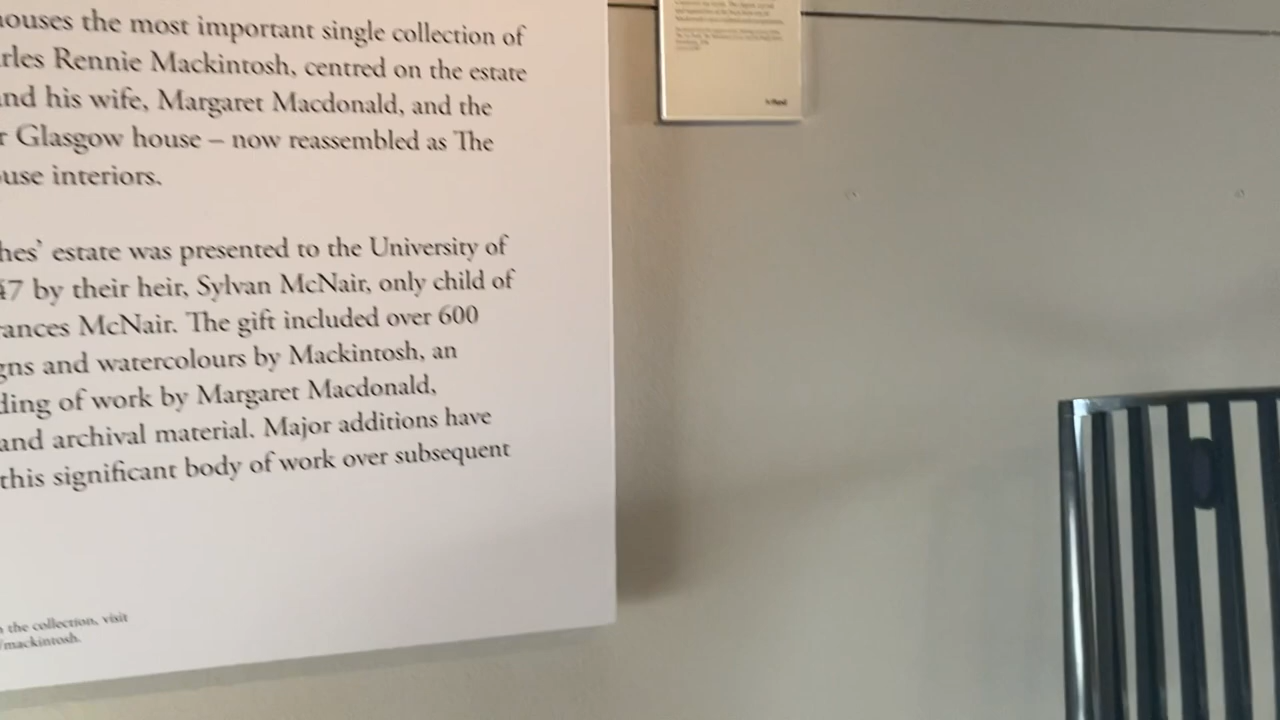 houses the most important single collection of
rles Rennie Mackintosh, centred on the estate
and his wife, Margaret Macdonald, and the
r Glasgow house – now reassembled as The
ouse interiors.
hes’ estate was presented to the University of
47 by their heir, Sylvan McNair, only child of
rances McNair. The gift included over 600
gns and watercolours by Mackintosh, an
ding of work by Margaret Macdonald,
and archival material. Major additions have
this significant body of work over subsequent
the collection, visit
/mackintosh.